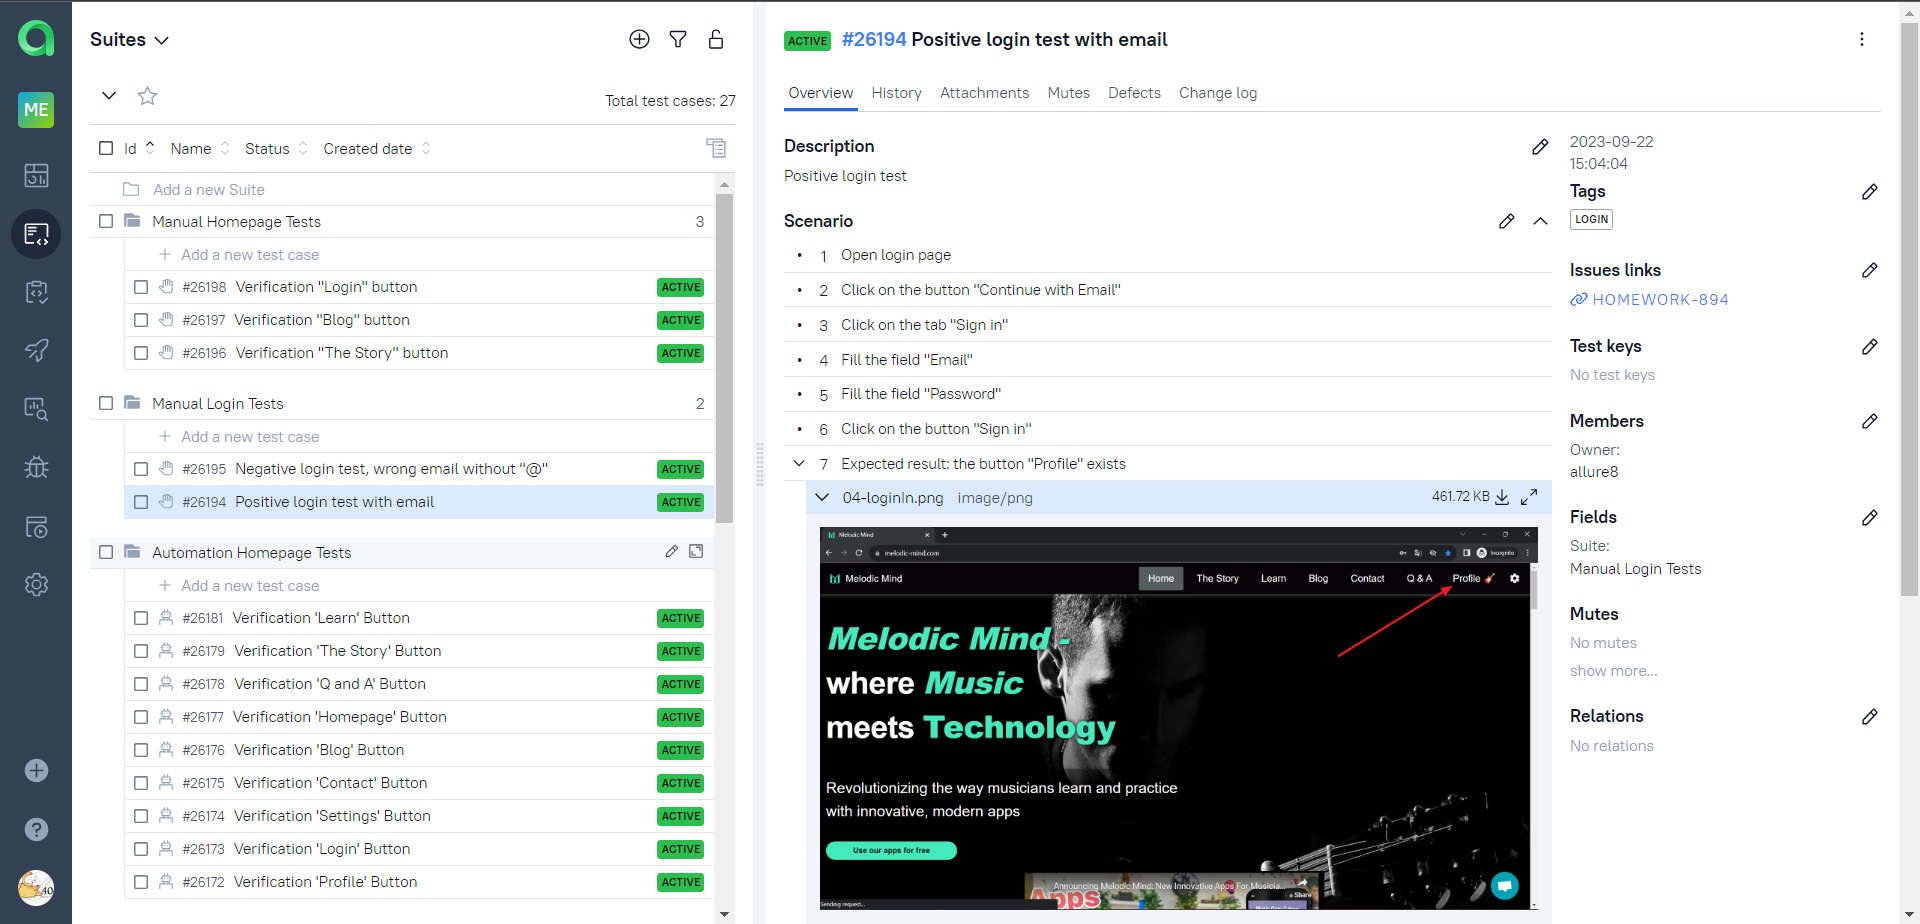 Suites
Total test cases: 27
Id Name Status Created date
Add a new Suite
Manual Homepage Tests 3
Add a new test case
#26198 Verification "Login" button ACTIVE
#26197 Verification "Blog" button ACTIVE
#26196 Verification "The Story" button ACTIVE
Manual Login Tests 2
Add a new test case
#26195 Negative login test, wrong email without "@" ACTIVE
#26194 Positive login test with email ACTIVE
Automation Homepage Tests
Add a new test case
#26181 Verification 'Learn' Button ACTIVE
#26179 Verification 'The Story' Button ACTIVE
#26178 Verification 'Q and A' Button ACTIVE
#26177 Verification 'Homepage' Button ACTIVE
#26176 Verification 'Blog' Button ACTIVE
#26175 Verification 'Contact' Button ACTIVE
#26174 Verification 'Settings' Button ACTIVE
#26173 Verification 'Login' Button ACTIVE
#26172 Verification 'Profile' Button ACTIVE
ME
?
40
ACTIVE #26194 Positive login test with email
Overview History Attachments Mutes Defects Change log
Description
Positive login test
Scenario
1 Open login page
2 Click on the button "Continue with Email"
3 Click on the tab "Sign in"
4 Fill the field "Email"
5 Fill the field "Password"
6 Click on the button "Sign in"
7 Expected result: the button "Profile" exists
04-loginIn.png image/png 461.72 KB
Melodic Mind
melodic-mind.com Incognito
Melodic Mind Home The Story Learn Blog Contact Q & A Profile
Melodic Mind -
where Music
meets Technology
Revolutionizing the way musicians learn and practice
with innovative, modern apps
Use our apps for free
Announcing Melodic Mind: New Innovative Apps For Musicia...
Share
Apps
Sending request...
2023-09-22
15:04:04
Tags
LOGIN
Issues links
HOMEWORK-894
Test keys
No test keys
Members
Owner:
allure8
Fields
Suite:
Manual Login Tests
Mutes
No mutes
show more...
Relations
No relations